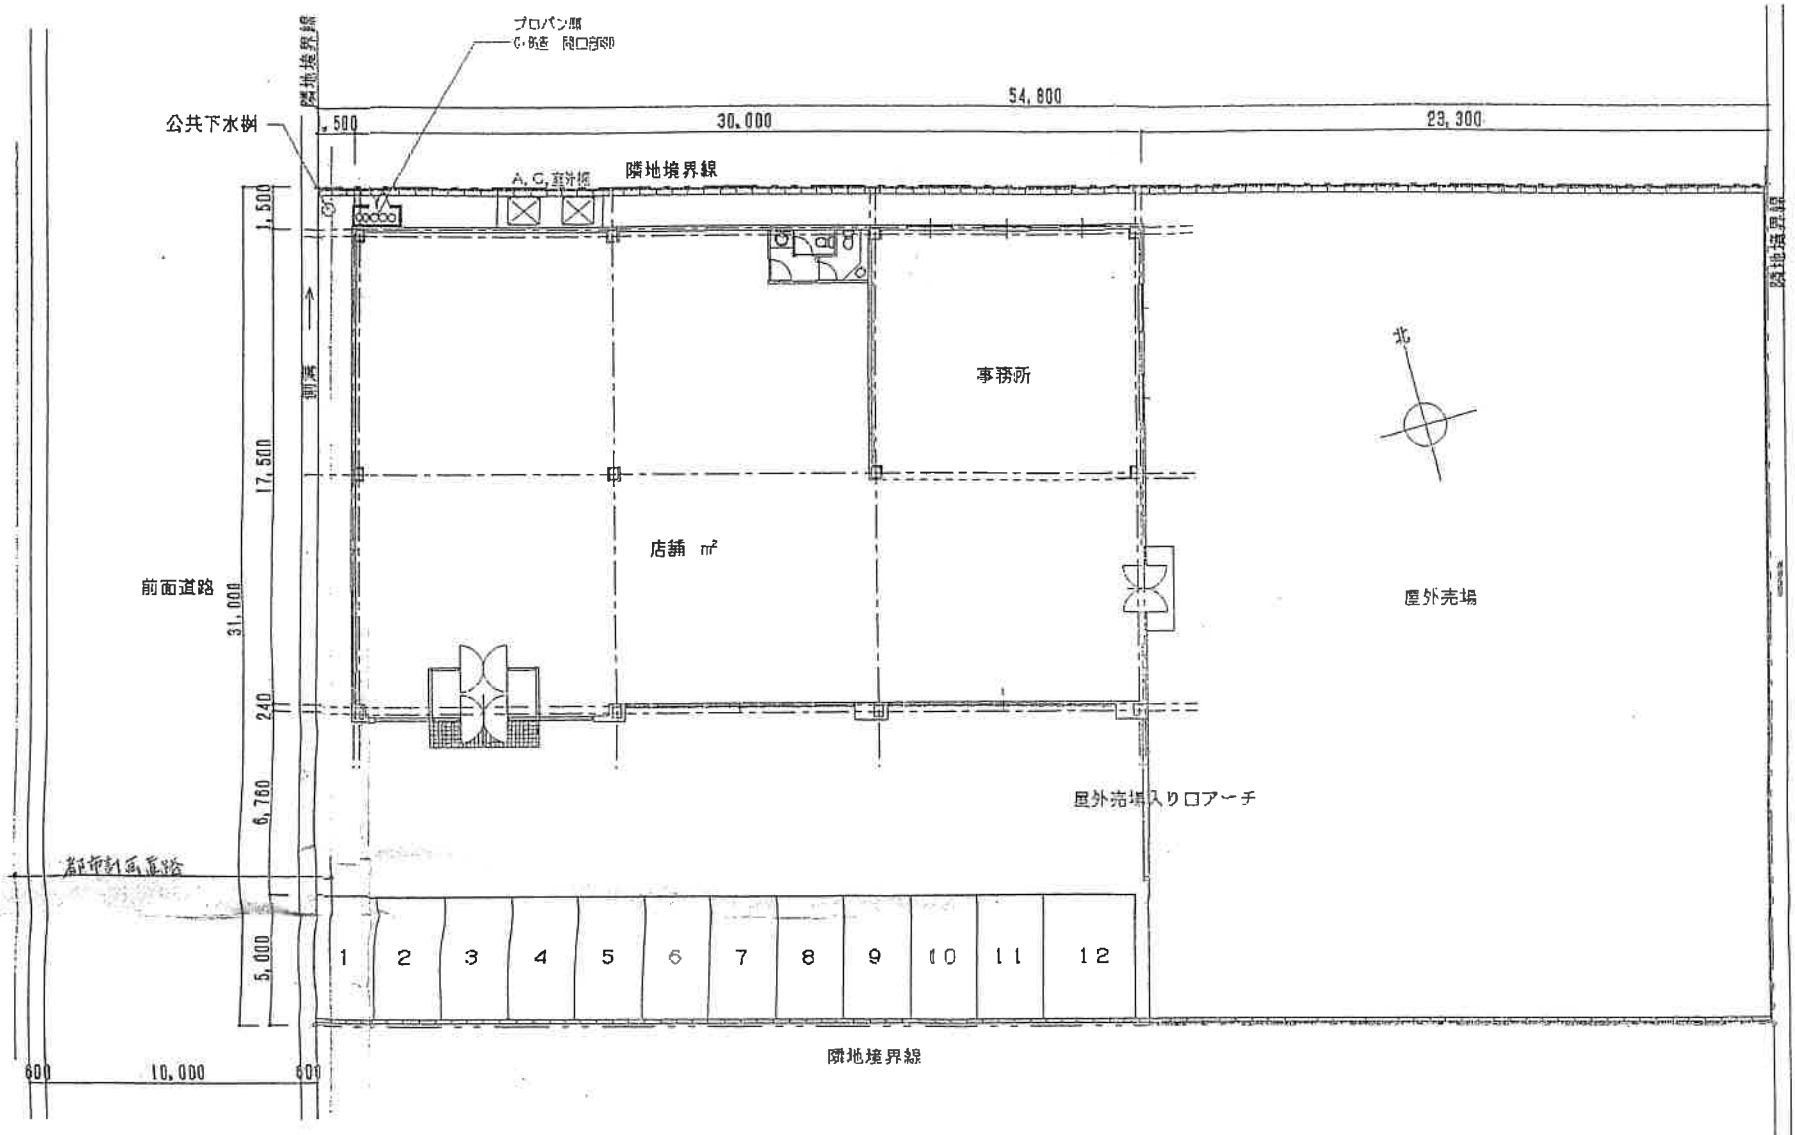 隣地境界線
プロパン庫
54,800
公共下水桝
,500
30,000
23,300
隣地境界線
A.C.室外機
1,500
隣地境界線
北
側溝
事務所
17,500
店舗 ㎡
前面道路
31,000
屋外売場
240
6,760
屋外売場入り口アーチ
都市計画道路
5,000
1 2 3 4 5 6 7 8 9 10 11 12
隣地境界線
600
10,000
600